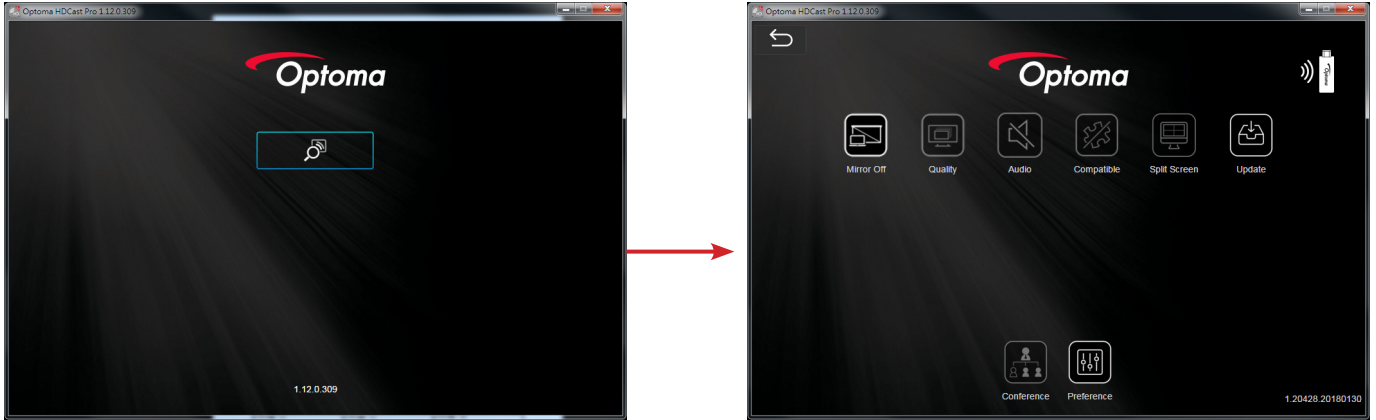 Optoma HDCast Pro 1.12.0.309
Optoma
1.12.0.309
Optoma HDCast Pro 1.12.0.309
Optoma
Optoma
Mirror Off
Quality
Audio
Compatible
Split Screen
Update
Conference
Preference
1.20428.20180130